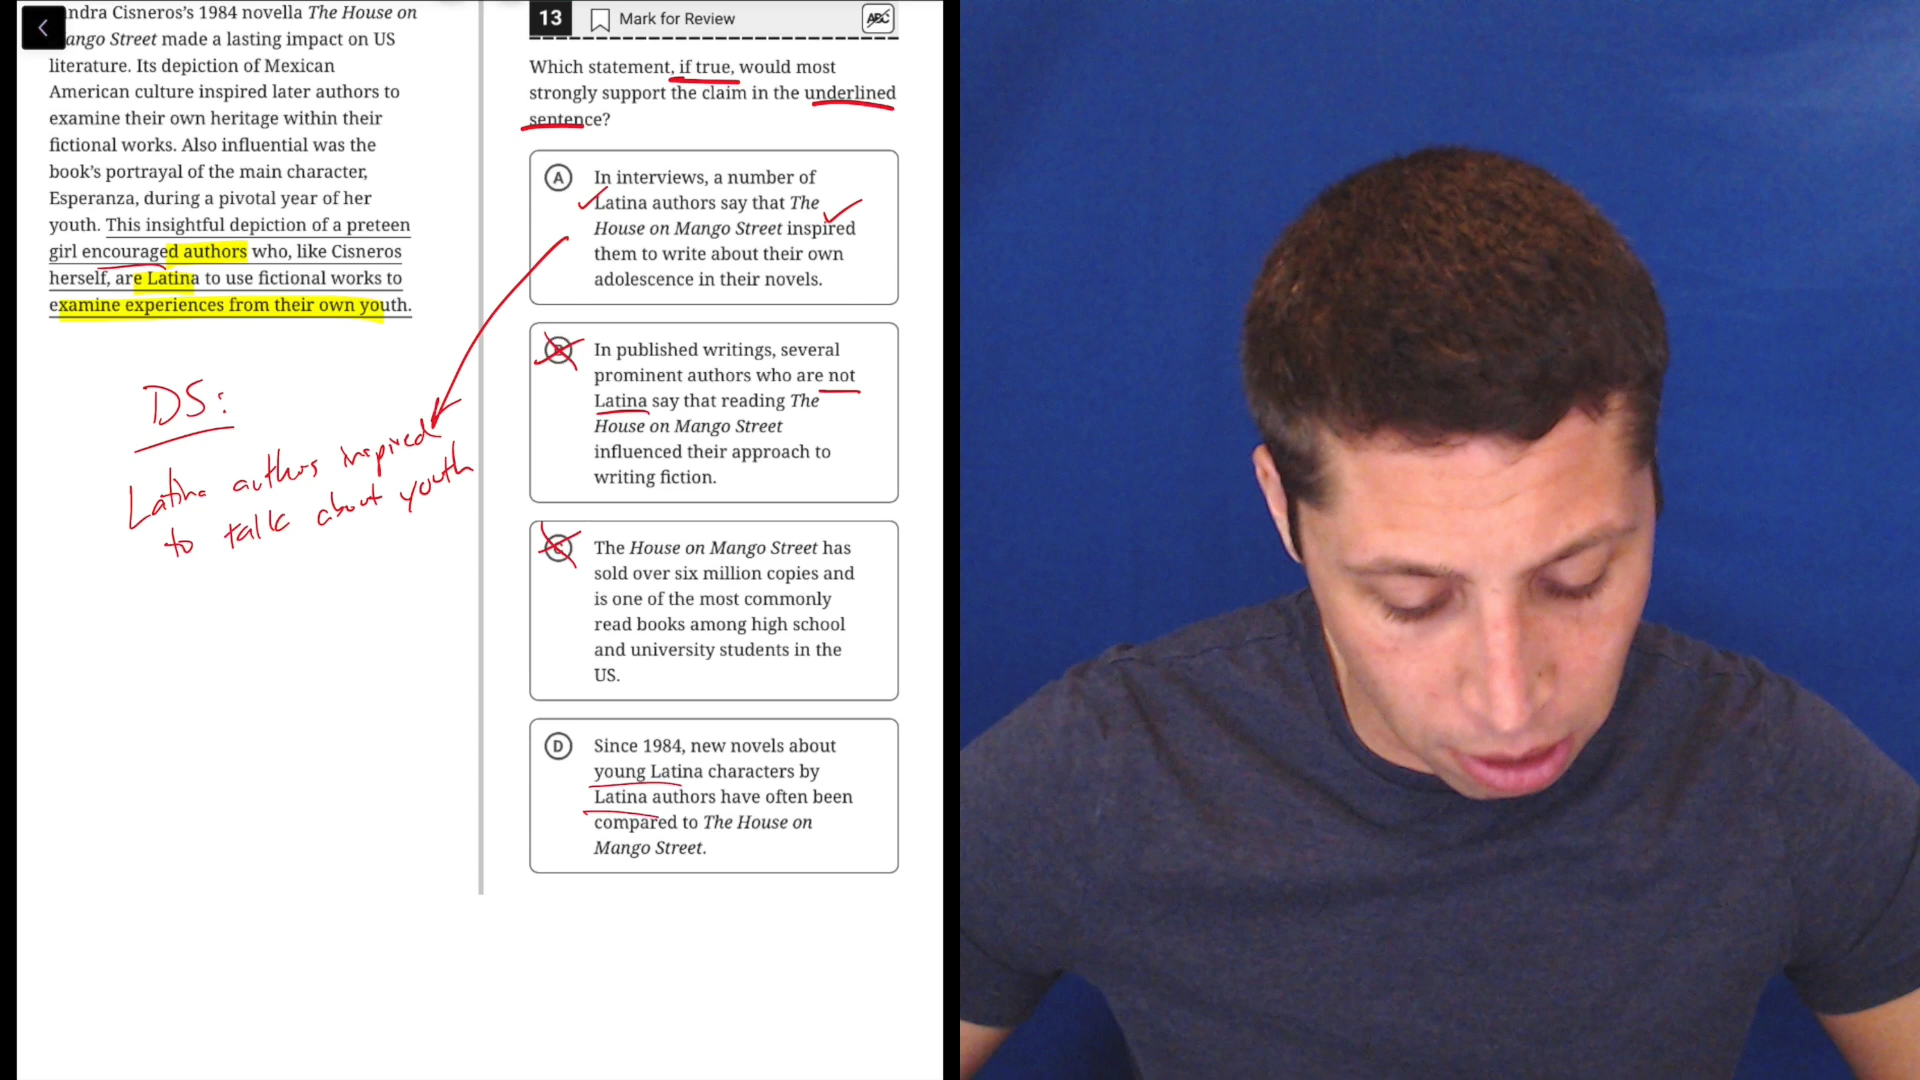 ndra Cisneros’s 1984 novella The House on
ango Street made a lasting impact on US
literature. Its depiction of Mexican
American culture inspired later authors to
examine their own heritage within their
fictional works. Also influential was the
book’s portrayal of the main character,
Esperanza, during a pivotal year of her
youth. This insightful depiction of a preteen
girl encouraged authors who, like Cisneros
herself, are Latina to use fictional works to
examine experiences from their own youth.
DS:
Latina authors inspired
to talk about youth
13 Mark for Review ABC
Which statement, if true, would most
strongly support the claim in the underlined
sentence?
A In interviews, a number of
Latina authors say that The
House on Mango Street inspired
them to write about their own
adolescence in their novels.
B In published writings, several
prominent authors who are not
Latina say that reading The
House on Mango Street
influenced their approach to
writing fiction.
C The House on Mango Street has
sold over six million copies and
is one of the most commonly
read books among high school
and university students in the
US.
D Since 1984, new novels about
young Latina characters by
Latina authors have often been
compared to The House on
Mango Street.